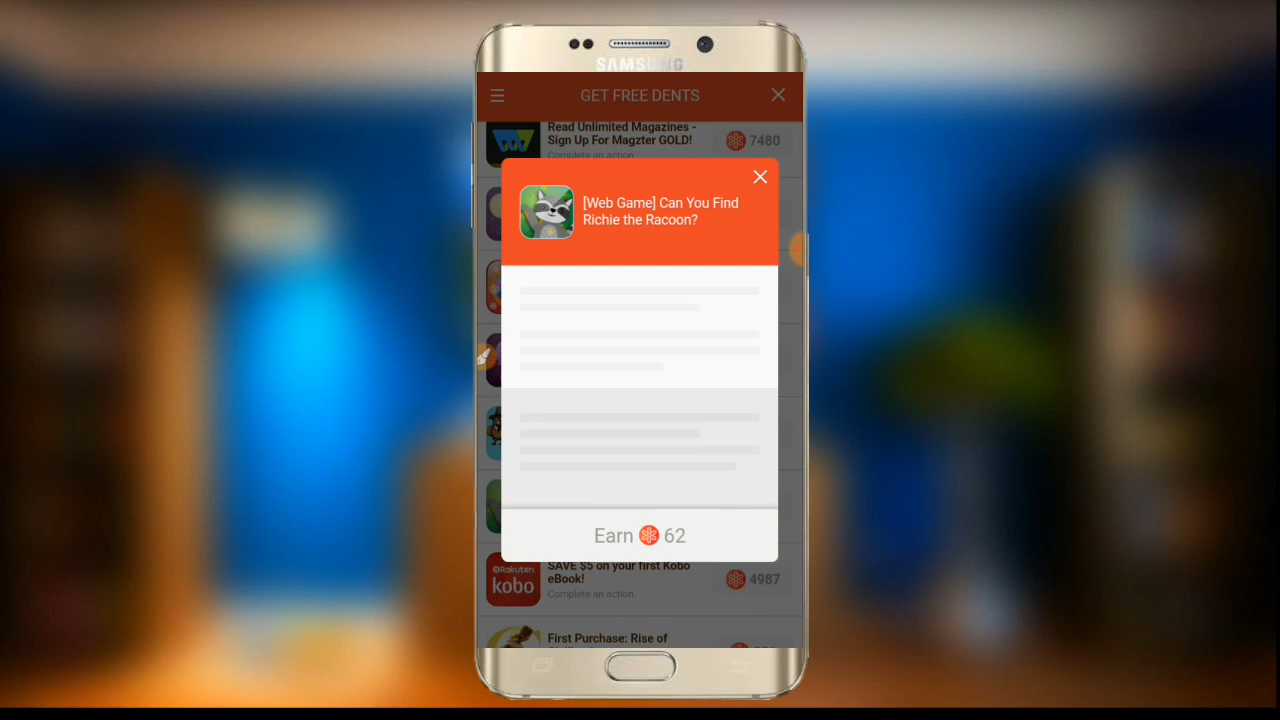 SAMSUNG
GET FREE DENTS
Read Unlimited Magazines -
Sign Up For Magzter GOLD!
Complete an action.
7480
[Web Game] Can You Find
Richie the Racoon?
Earn 62
Rakuten
kobo
SAVE $5 on your first Kobo
eBook!
Complete an action.
4987
First Purchase: Rise of